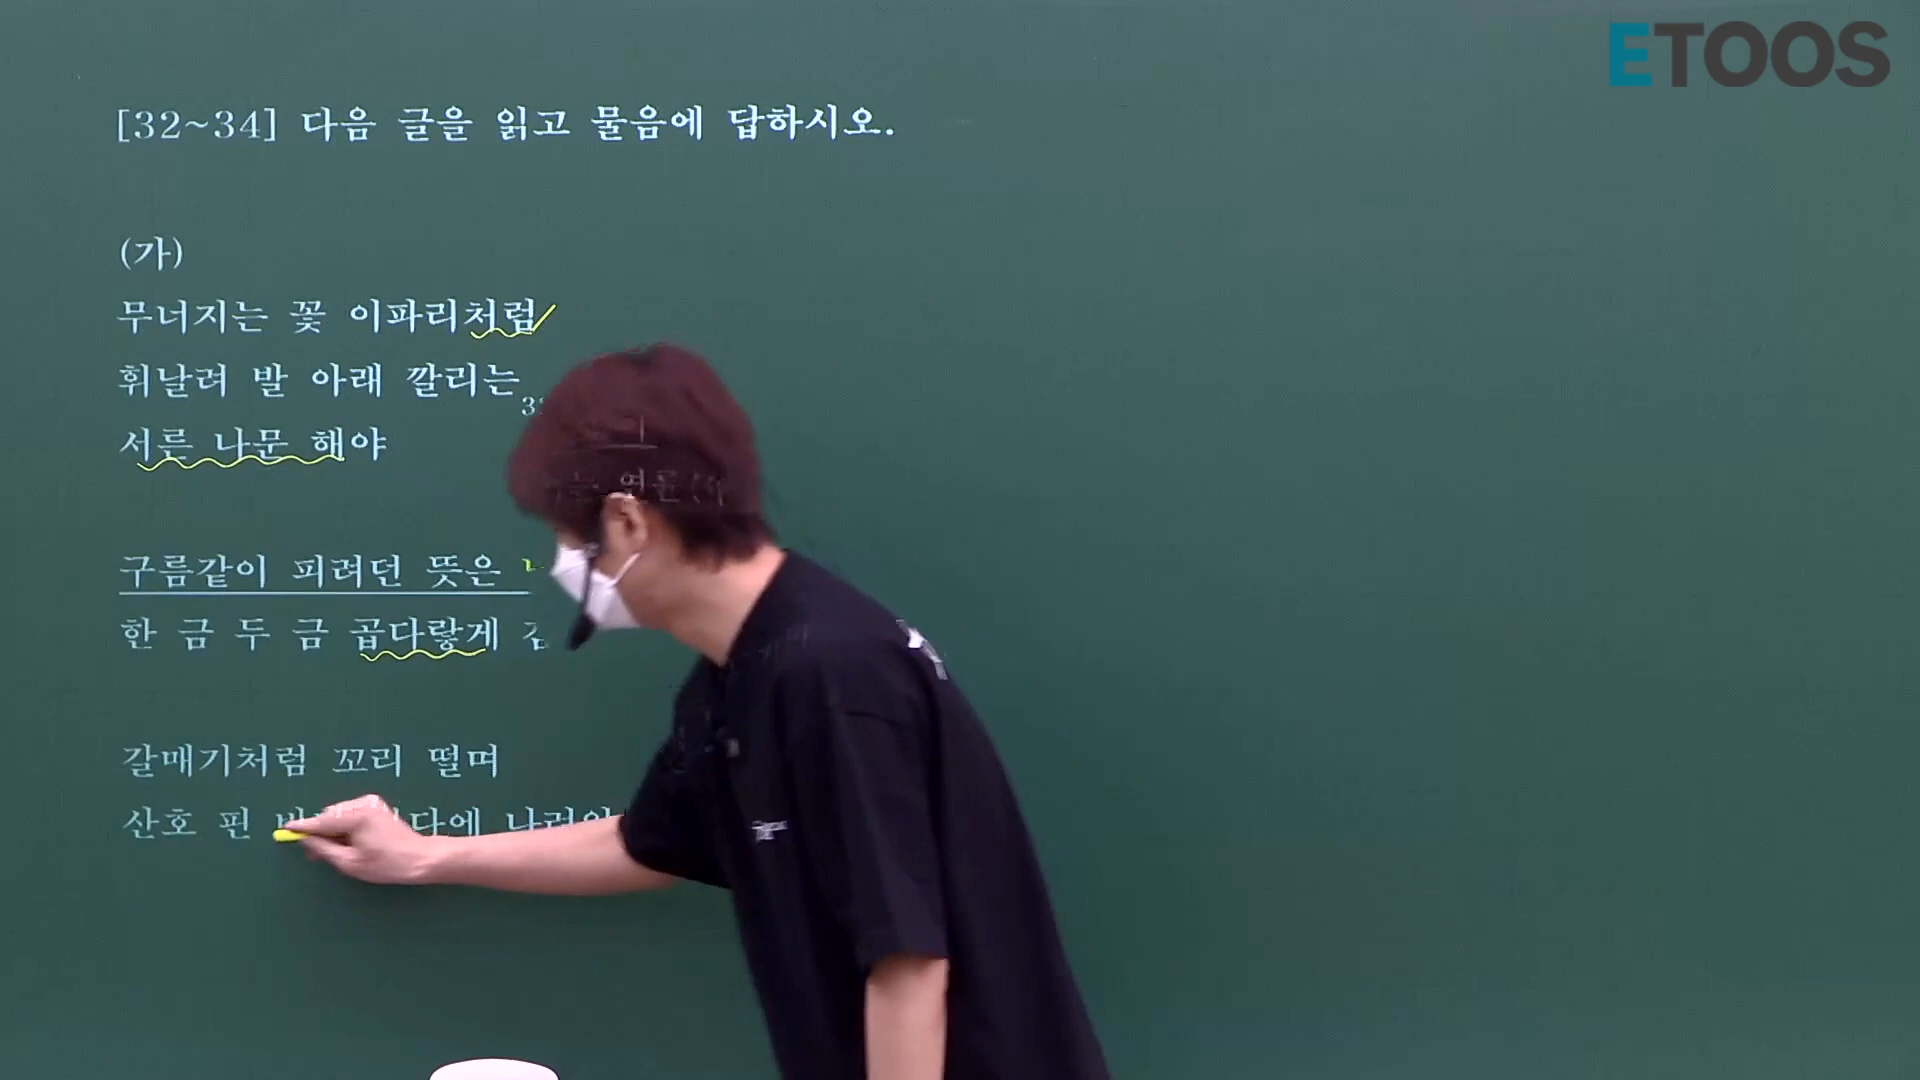 ETOOS
[32~34] 다음 글을 읽고 물음에 답하시오.
(가)
무너지는 꽃 이파리처럼
휘날려 발 아래 깔리는
서른 나문 해야
구름같이 피려던 뜻은
한 금 두 금 곱다랗게
갈매기처럼 꼬리 떨며
산호 핀